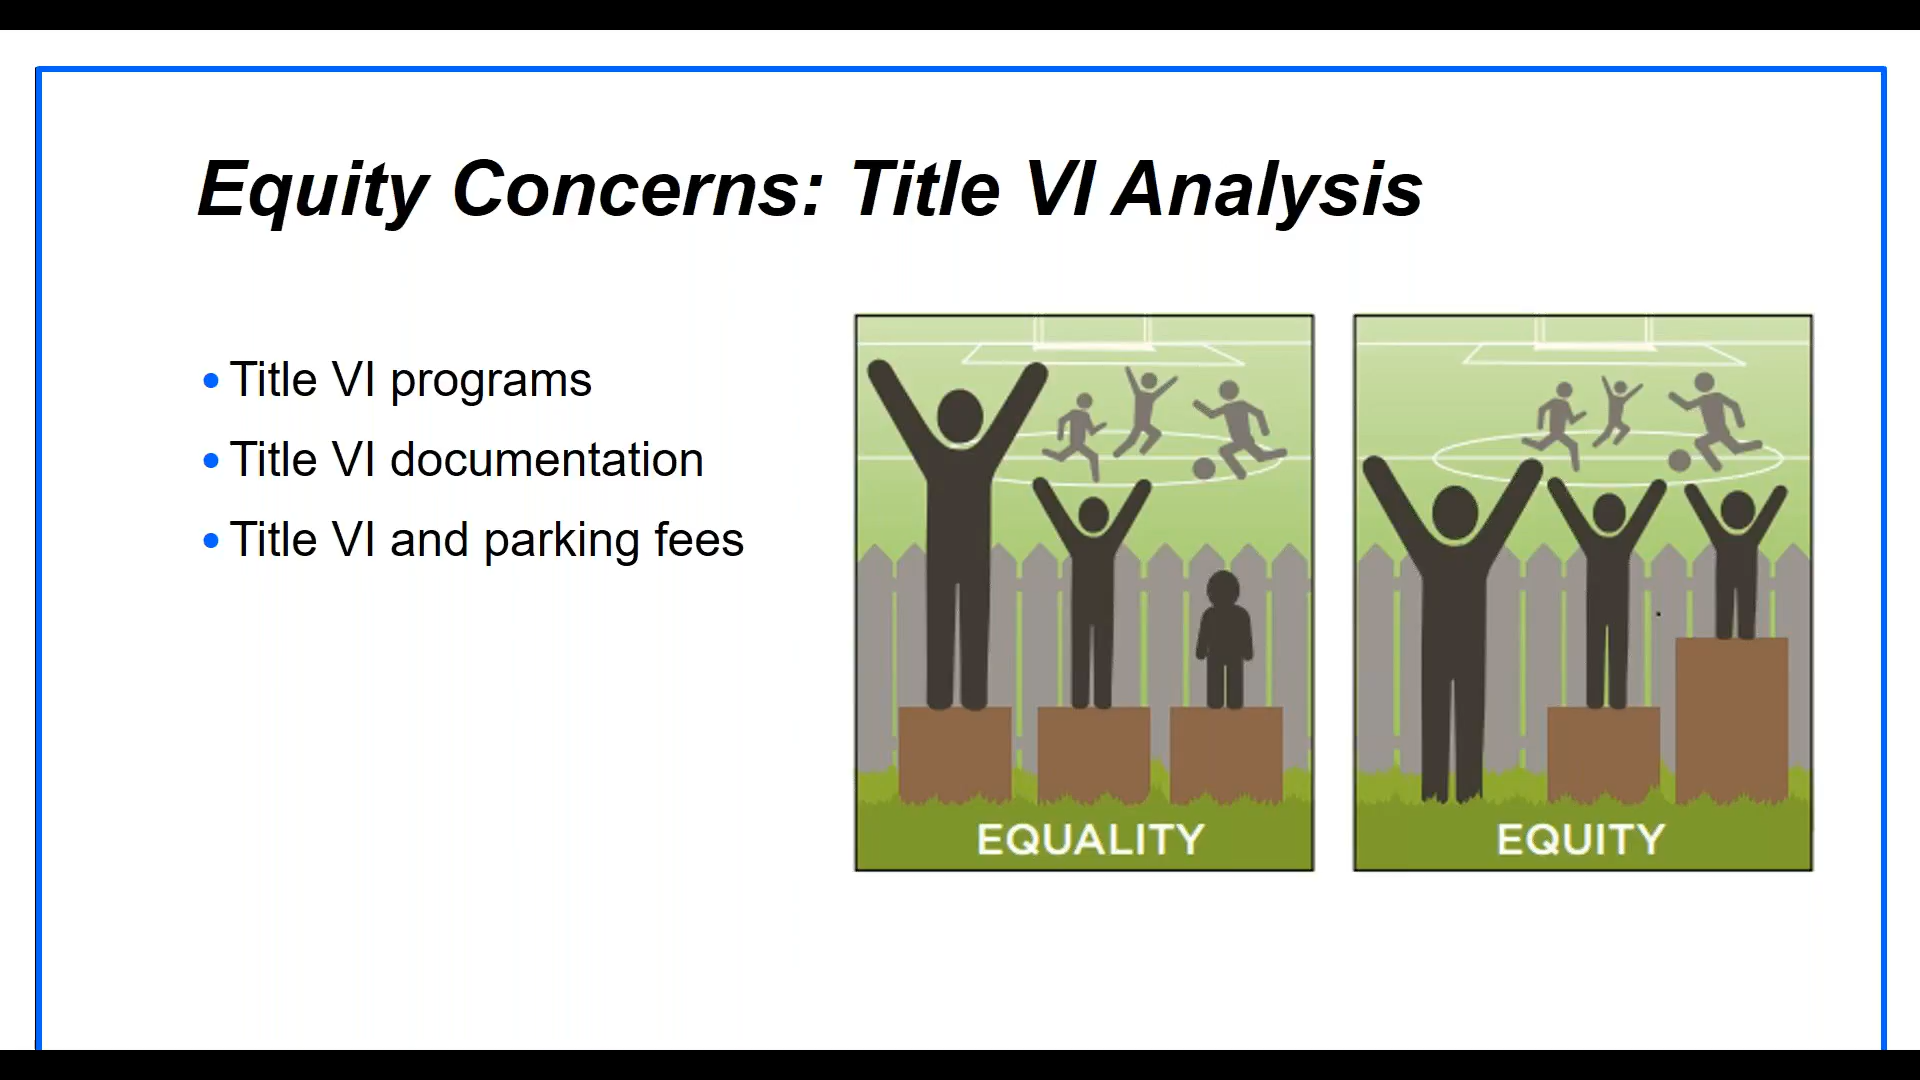 Equity Concerns: Title VI Analysis
• Title VI programs
• Title VI documentation
• Title VI and parking fees
EQUALITY
EQUITY